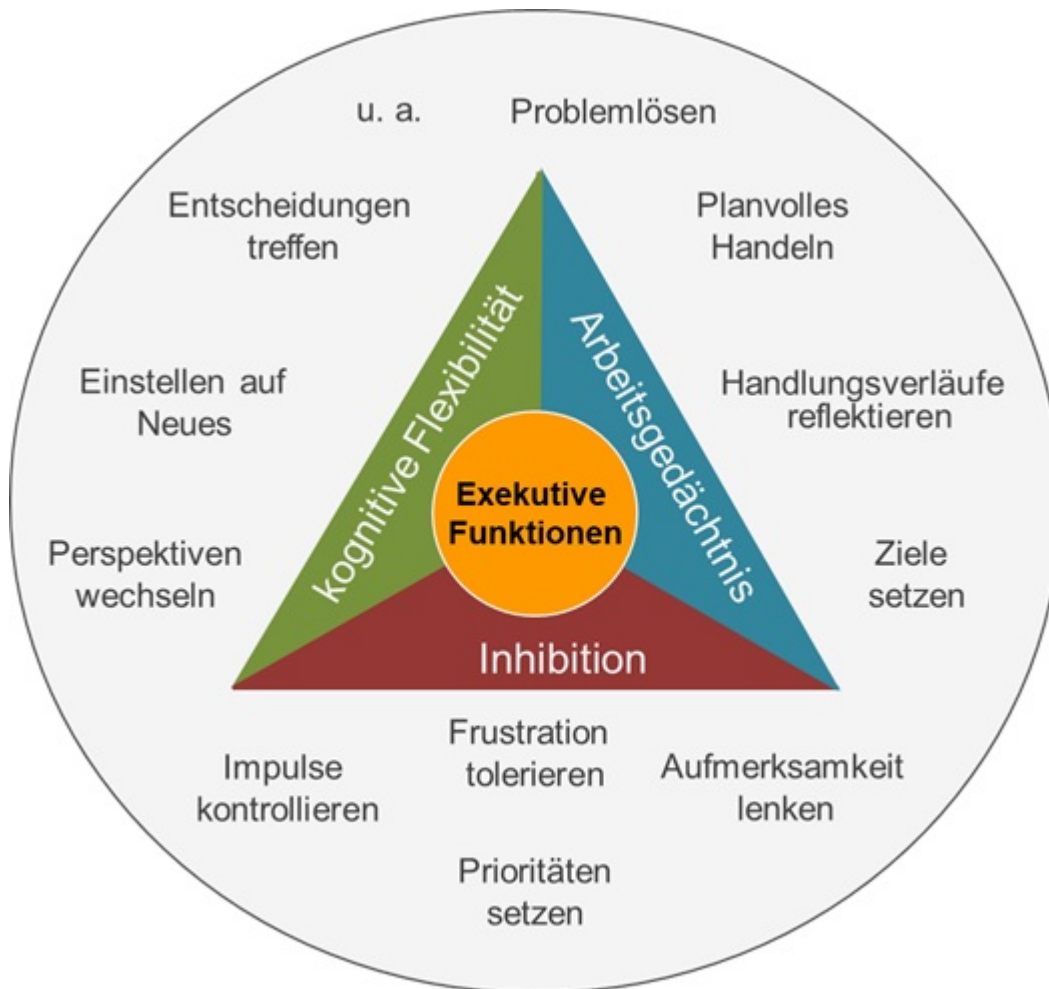 u. a.
Problemlösen
Entscheidungen
treffen
Planvolles
Handeln
Einstellen auf
Neues
Handlungsverläufe
reflektieren
Perspektiven
wechseln
Ziele
setzen
kognitive Flexibilität
Arbeitsgedächtnis
Exekutive
Funktionen
Inhibition
Impulse
kontrollieren
Frustration
tolerieren
Aufmerksamkeit
lenken
Prioritäten
setzen